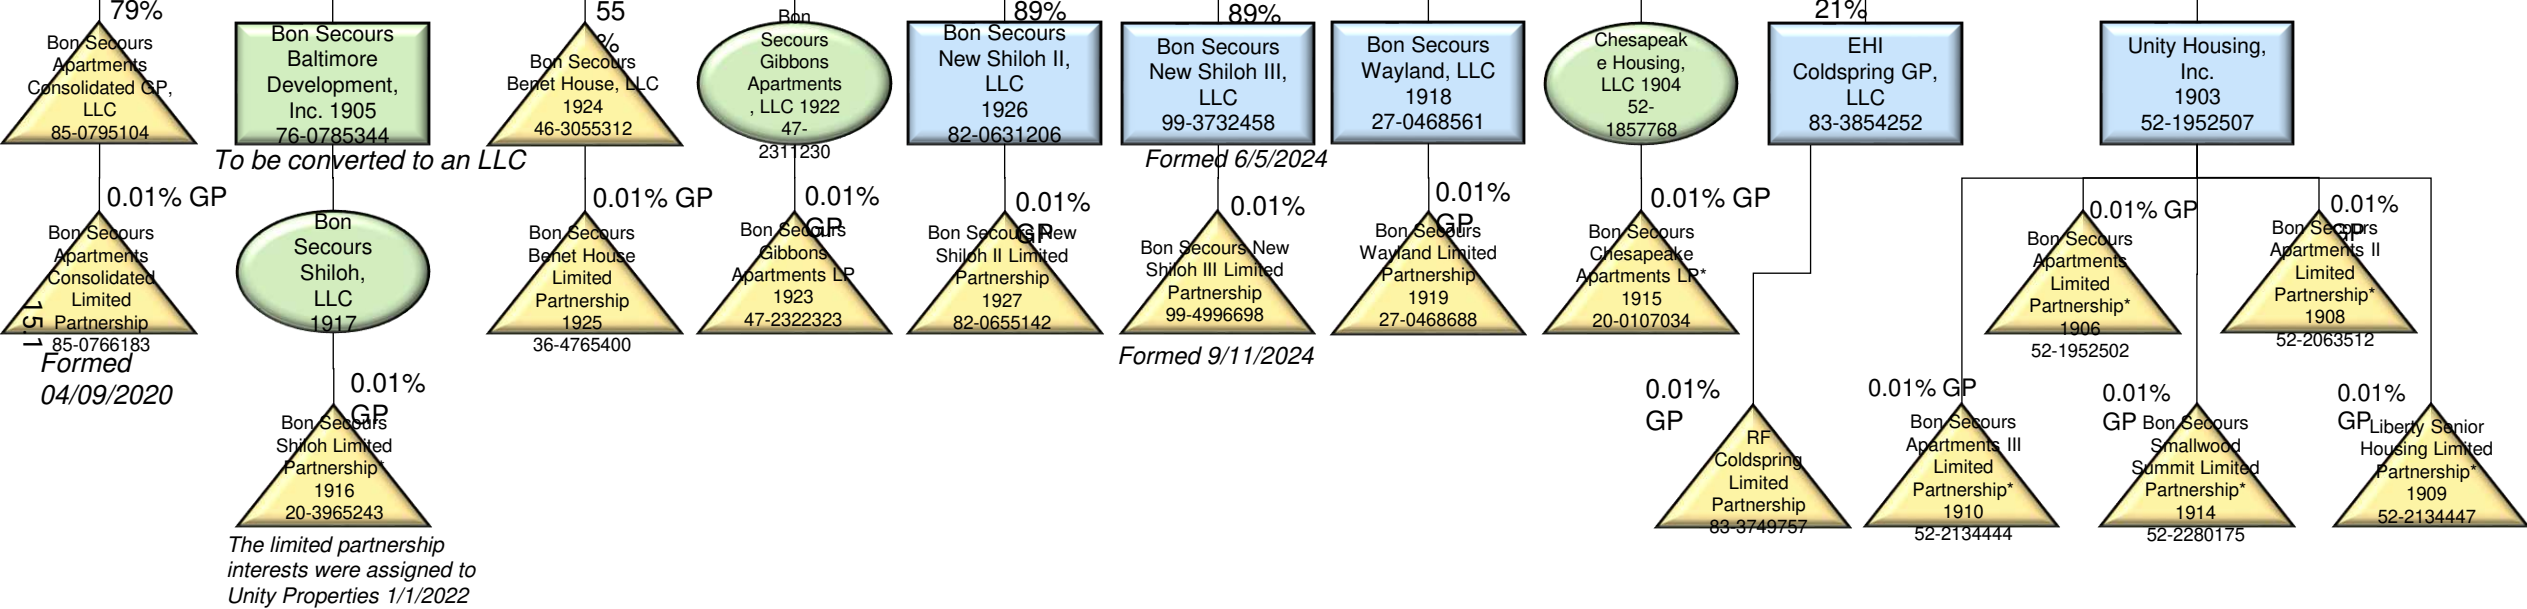 79%
Bon Secours
Apartments
Consolidated GP,
LLC
85-0795104
Bon Secours
Baltimore
Development,
Inc. 1905
76-0785344
To be converted to an LLC
55
%
Bon Secours
Benet House, LLC
1924
46-3055312
Bon
Secours
Gibbons
Apartments
, LLC 1922
47-
2311230
89%
Bon Secours
New Shiloh II,
LLC
1926
82-0631206
89%
Bon Secours
New Shiloh III,
LLC
99-3732458
Formed 6/5/2024
Bon Secours
Wayland, LLC
1918
27-0468561
Chesapeak
e Housing,
LLC 1904
52-
1857768
21%
EHI
Coldspring GP,
LLC
83-3854252
Unity Housing,
Inc.
1903
52-1952507
0.01% GP
Bon Secours
Apartments
Consolidated
Limited
Partnership
85-0766183
15.1
Formed
04/09/2020
Bon
Secours
Shiloh,
LLC
1917
0.01% GP
Bon Secours
Benet House
Limited
Partnership
1925
36-4765400
0.01%
GP
Bon Secours
Gibbons
Apartments LP
1923
47-2322323
0.01%
GP
Bon Secours New
Shiloh II Limited
Partnership
1927
82-0655142
0.01%
Bon Secours New
Shiloh III Limited
Partnership
99-4996698
Formed 9/11/2024
0.01%
GP
Bon Secours
Wayland Limited
Partnership
1919
27-0468688
0.01% GP
Bon Secours
Chesapeake
Apartments LP*
1915
20-0107034
0.01% GP
Bon Secours
Apartments
Limited
Partnership*
1906
52-1952502
0.01%
GP
Bon Secours
Apartments II
Limited
Partnership*
1908
52-2063512
0.01%
GP
Bon Secours
Shiloh Limited
Partnership*
1916
20-3965243
The limited partnership
interests were assigned to
Unity Properties 1/1/2022
0.01%
GP
RF
Coldspring
Limited
Partnership
83-3749757
0.01% GP
Bon Secours
Apartments III
Limited
Partnership*
1910
52-2134444
0.01%
GP
Bon Secours
Smallwood
Summit Limited
Partnership*
1914
52-2280175
0.01%
GP
Liberty Senior
Housing Limited
Partnership*
1909
52-2134447